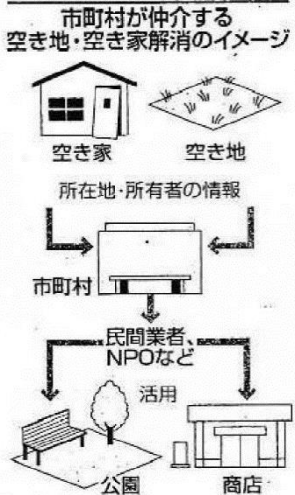 市町村が仲介する
空き地・空き家解消のイメージ
空き家
空き地
所在地・所有者の情報
市町村
民間業者、
NPOなど
活用
公園
商店